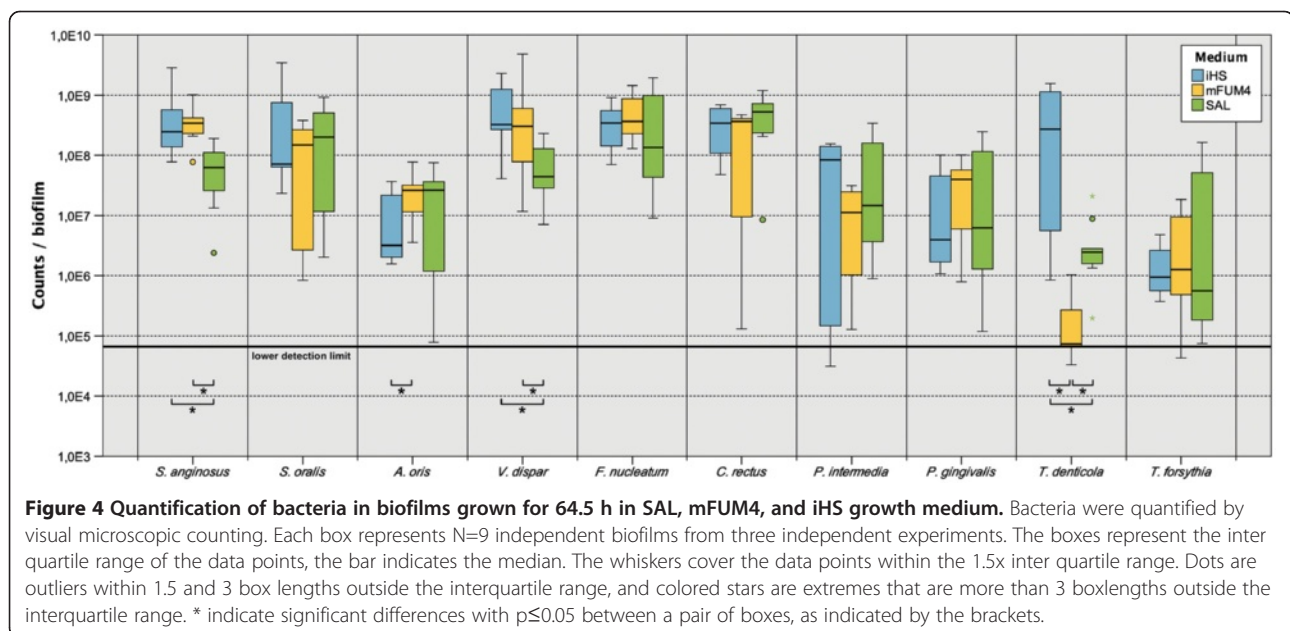 1,0E10
1,0E9
1,0E8
1,0E7
1,0E6
1,0E5
1,0E4
1,0E3
Counts / biofilm
Medium
iHS
mFUM4
SAL
lower detection limit
* * * * * * * *
S. anginosus S. oralis A. oris V. dispar F. nucleatum C. rectus P. intermedia P. gingivalis T. denticola T. forsythia
Figure 4 Quantification of bacteria in biofilms grown for 64.5 h in SAL, mFUM4, and iHS growth medium. Bacteria were quantified by
visual microscopic counting. Each box represents N=9 independent biofilms from three independent experiments. The boxes represent the inter
quartile range of the data points, the bar indicates the median. The whiskers cover the data points within the 1.5x inter quartile range. Dots are
outliers within 1.5 and 3 box lengths outside the interquartile range, and colored stars are extremes that are more than 3 boxlengths outside the
interquartile range. * indicate significant differences with p≤0.05 between a pair of boxes, as indicated by the brackets.